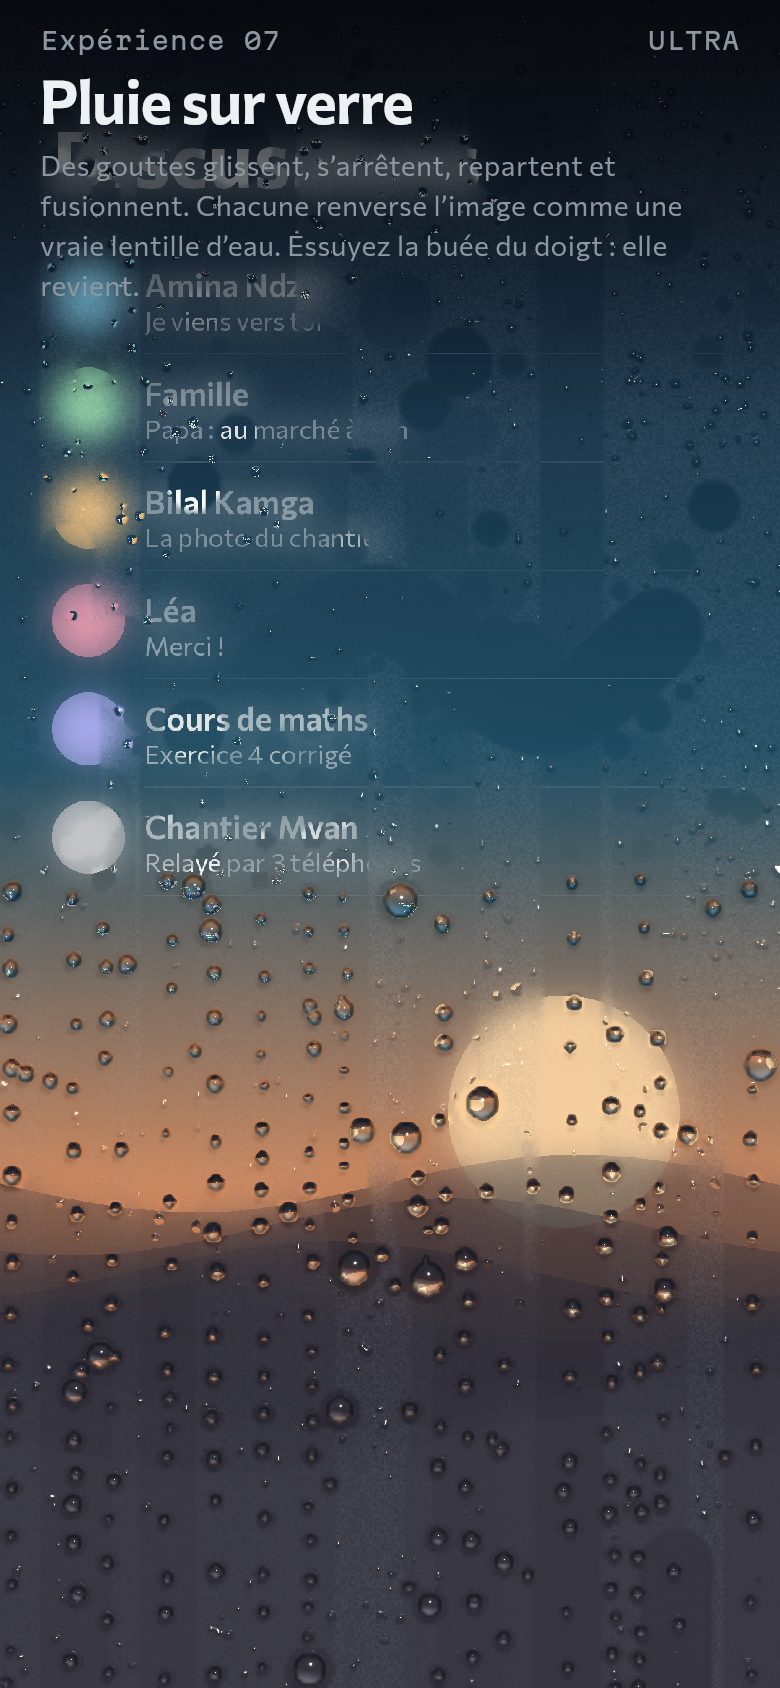 Expérience 07
ULTRA
Pluie sur verre
Des gouttes glissent, s’arrêtent, repartent et
fusionnent. Chacune renverse l’image comme une
vraie lentille d’eau. Essuyez la buée du doigt : elle
revient.
Amina
Je viens vers
Famille
Papa : au marché
Bilal Kamga
La photo du
Léa
Merci !
Cours de maths
Exercice 4 corrigé
Chantier Mvan
Relayé par 3